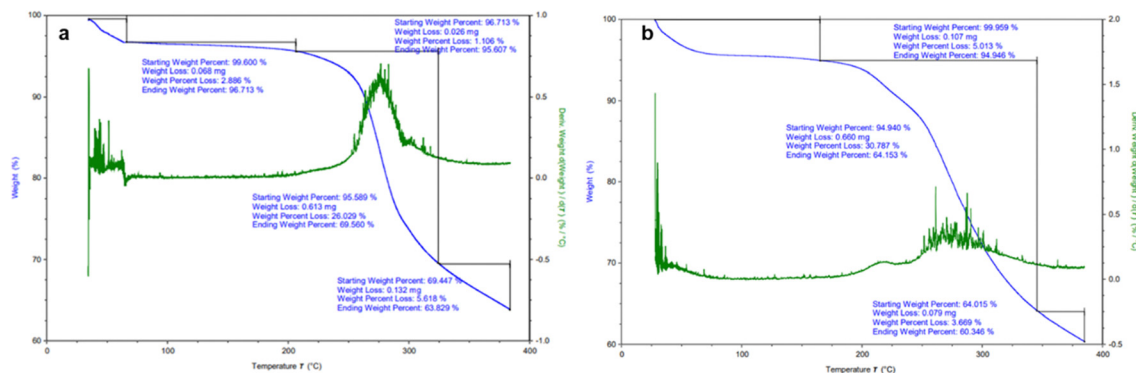 a
Starting Weight Percent: 96.713 %
Weight Loss: 0.026 mg
Weight Percent Loss: 1.106 %
Ending Weight Percent: 95.607 %
Starting Weight Percent: 99.600 %
Weight Loss: 0.068 mg
Weight Percent Loss: 2.886 %
Ending Weight Percent: 96.713 %
Starting Weight Percent: 95.589 %
Weight Loss: 0.613 mg
Weight Percent Loss: 26.029 %
Ending Weight Percent: 69.560 %
Starting Weight Percent: 69.447 %
Weight Loss: 0.132 mg
Weight Percent Loss: 5.618 %
Ending Weight Percent: 63.829 %
100
90
80
70
60
Weight (%)
1.0
0.5
0.0
-0.5
-1.0
Deriv. Weight d(Weight) / d(T) (% / °C)
0
100
200
300
400
Temperature T (°C)
b
Starting Weight Percent: 99.959 %
Weight Loss: 0.107 mg
Weight Percent Loss: 5.013 %
Ending Weight Percent: 94.946 %
Starting Weight Percent: 94.940 %
Weight Loss: 0.660 mg
Weight Percent Loss: 30.787 %
Ending Weight Percent: 64.153 %
Starting Weight Percent: 64.015 %
Weight Loss: 0.079 mg
Weight Percent Loss: 3.669 %
Ending Weight Percent: 60.346 %
100
90
80
70
60
Weight (%)
2.0
1.5
1.0
0.5
0.0
-0.5
Deriv. Weight d(Weight) / d(T) (% / °C)
0
100
200
300
400
Temperature T (°C)